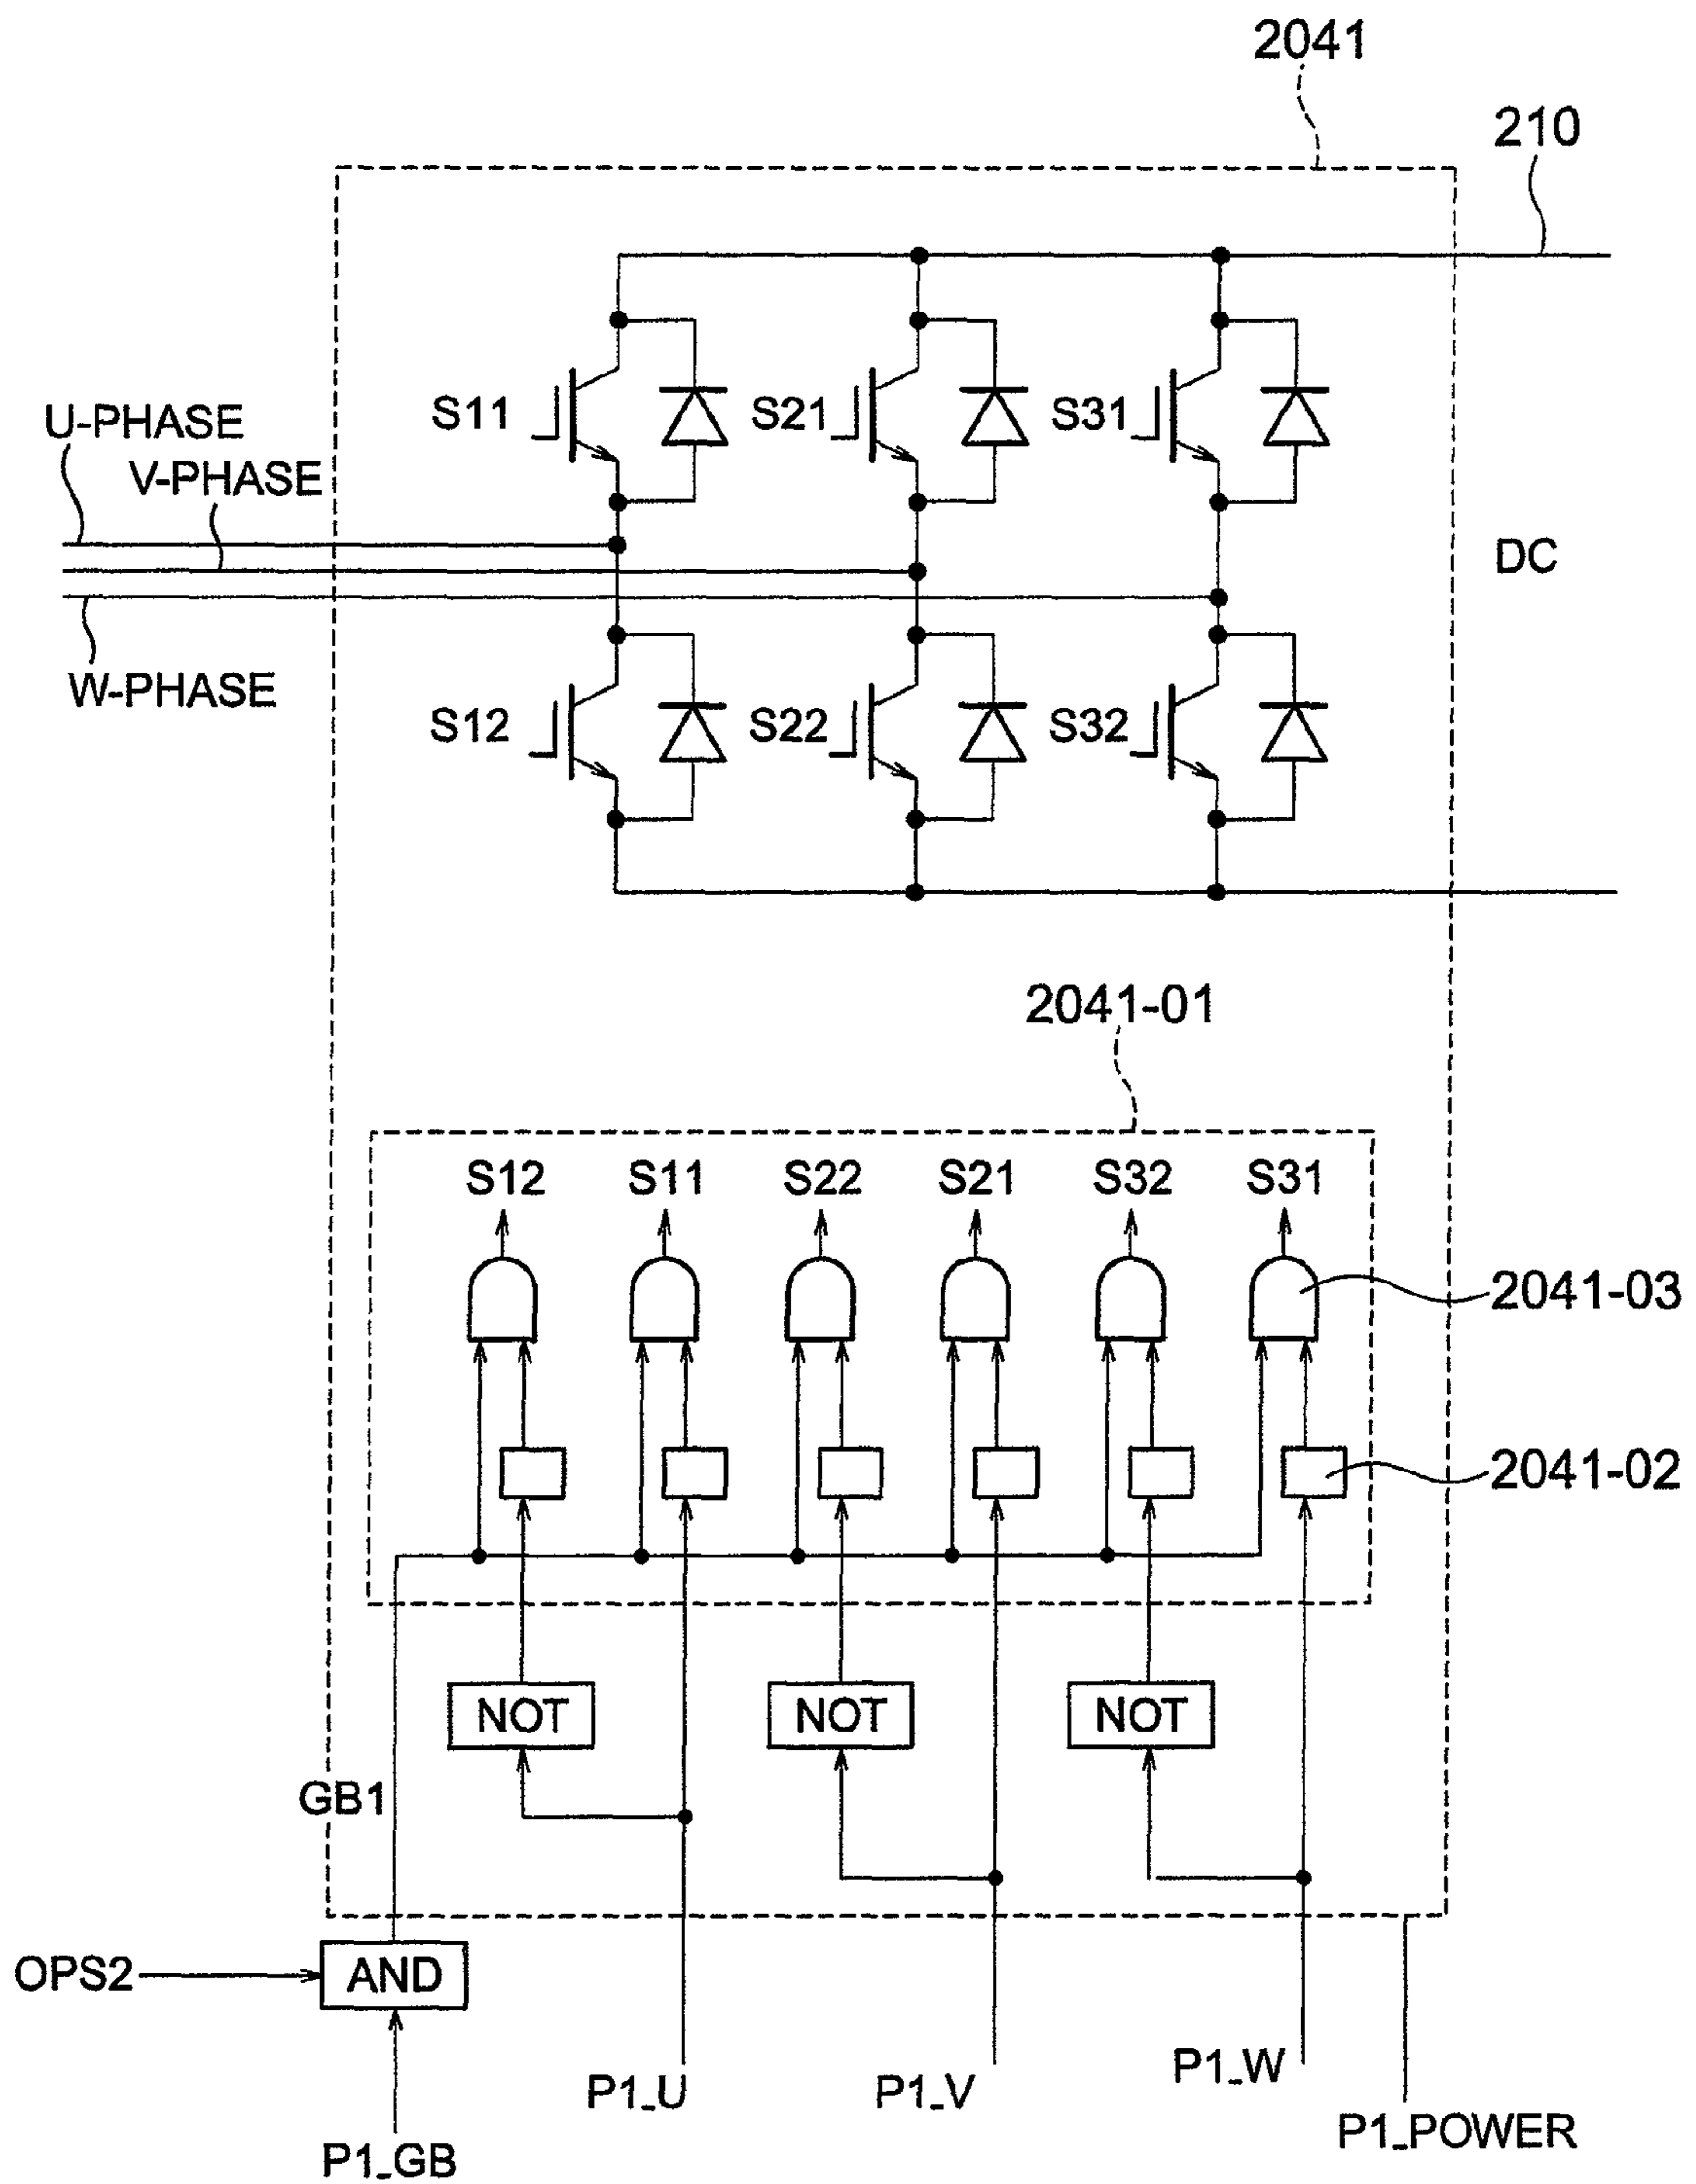 2041
210
S11
S21
S31
U-PHASE
V-PHASE
DC
W-PHASE
S12
S22
S32
2041-01
S12
S11
S22
S21
S32
S31
2041-03
2041-02
NOT
NOT
NOT
GB1
OPS2
AND
P1_U
P1_V
P1_W
P1_POWER
P1_GB